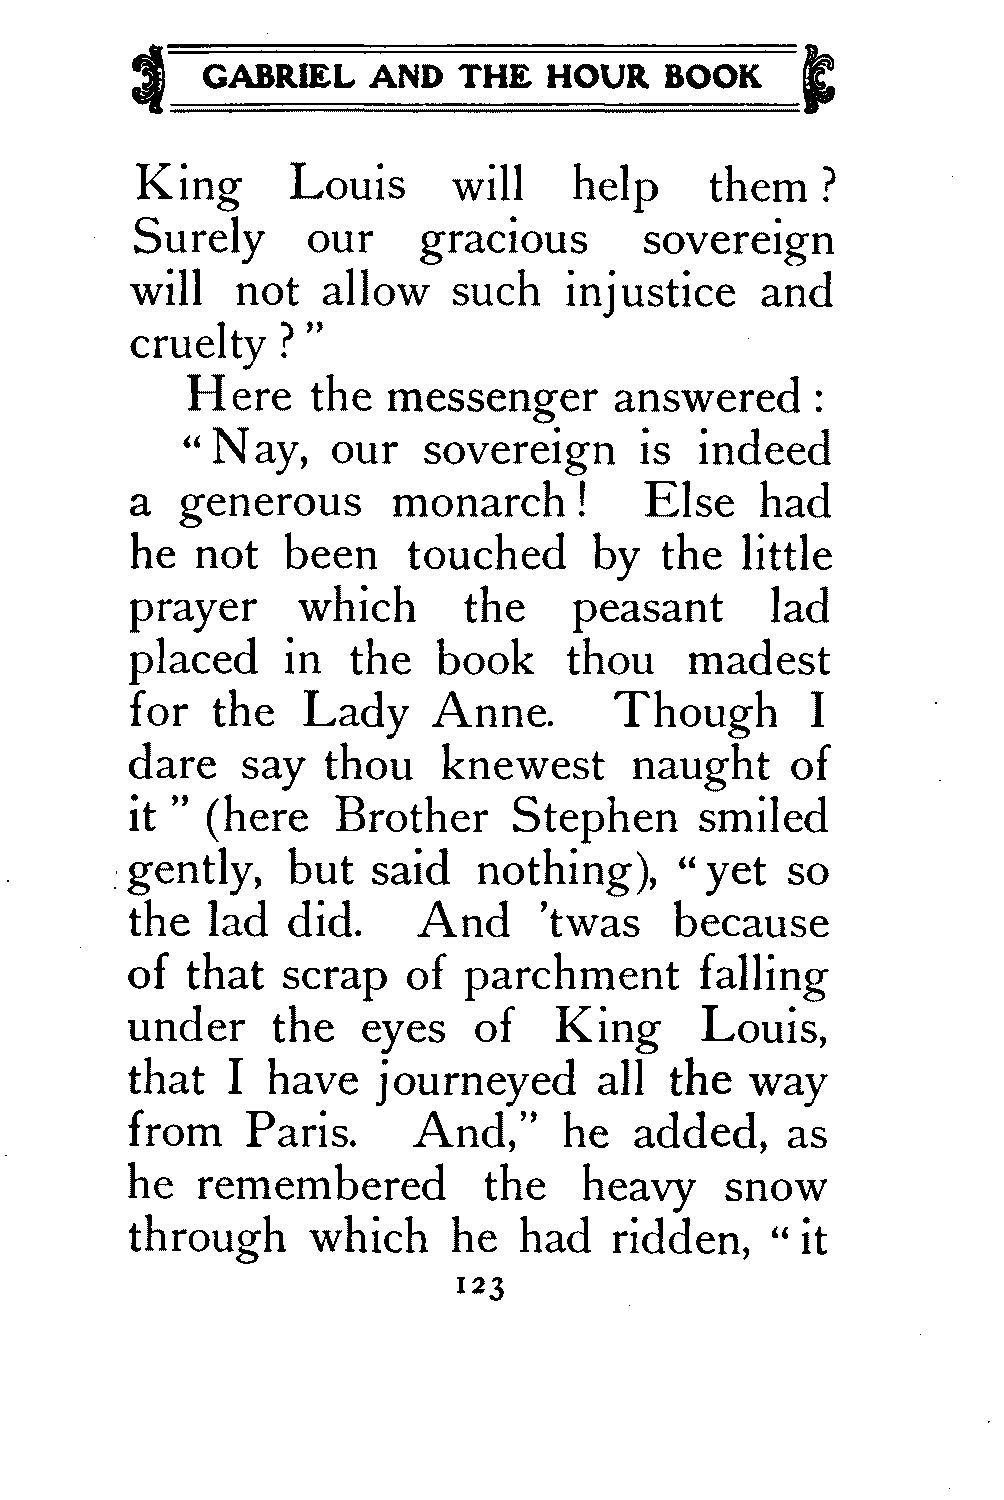 GABRIEL AND THE HOUR BOOK
King Louis will help them?
Surely our gracious sovereign
will not allow such injustice and
cruelty?"
Here the messenger answered:
"Nay, our sovereign is indeed
a generous monarch! Else had
he not been touched by the little
prayer which the peasant lad
placed in the book thou madest
for the Lady Anne. Though I
dare say thou knewest naught of
it" (here Brother Stephen smiled
gently, but said nothing), "yet so
the lad did. And 'twas because
of that scrap of parchment falling
under the eyes of King Louis,
that I have journeyed all the way
from Paris. And," he added, as
he remembered the heavy snow
through which he had ridden, "it
123